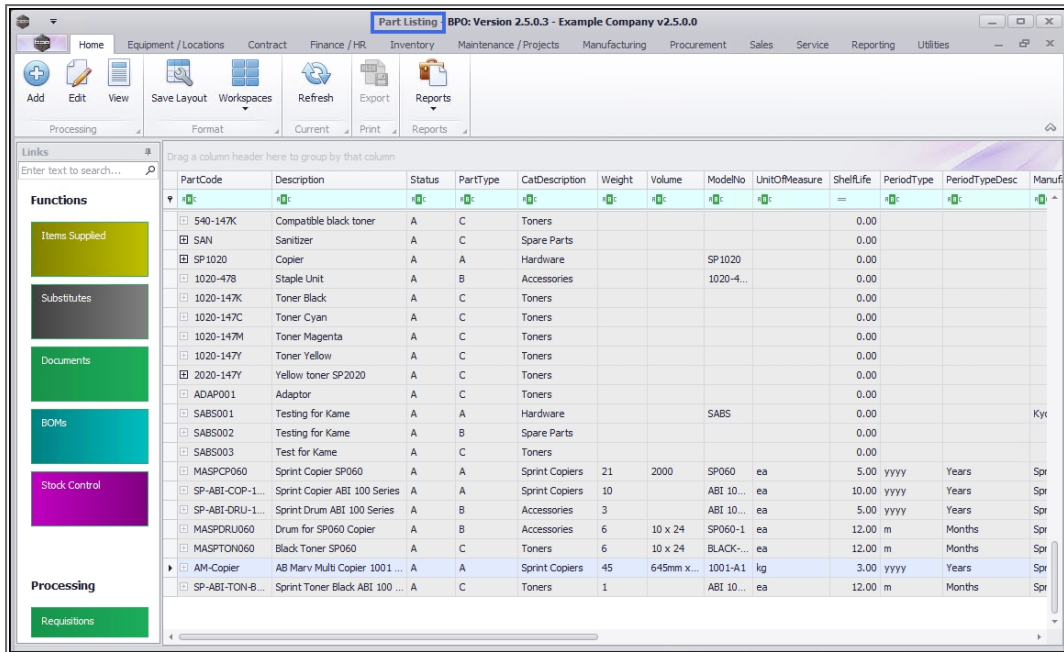 Part Listing - BPO: Version 2.5.0.3 - Example Company v2.5.0.0
Home Equipment / Locations Contract Finance / HR Inventory Maintenance / Projects Manufacturing Procurement Sales Service Reporting Utilities
Add Edit View Save Layout Workspaces Refresh Export Reports
Processing Format Current Print Reports
Links
Drag a column header here to group by that column
Enter text to search...
PartCode Description Status PartType CatDescription Weight Volume ModelNo UnitOfMeasure ShelfLife PeriodType PeriodTypeDesc Manufa
Functions
=
540-147K Compatible black toner A C Toners 0.00
Items Supplied
SAN Sanitizer A C Spare Parts 0.00
SP1020 Copier A A Hardware SP1020 0.00
1020-478 Staple Unit A B Accessories 1020-4... 0.00
Substitutes
1020-147K Toner Black A C Toners 0.00
1020-147C Toner Cyan A C Toners 0.00
1020-147M Toner Magenta A C Toners 0.00
1020-147Y Toner Yellow A C Toners 0.00
Documents
2020-147Y Yellow toner SP2020 A C Toners 0.00
ADAP001 Adaptor A C Toners 0.00
SABS001 Testing for Kame A A Hardware SABS 0.00 Kyo
BOMs
SABS002 Testing for Kame A B Spare Parts 0.00
SABS003 Test for Kame A C Toners 0.00
MASPCP060 Sprint Copier SP060 A A Sprint Copiers 21 2000 SP060 ea 5.00 yyyy Years Spr
Stock Control
SP-ABI-COP-1... Sprint Copier ABI 100 Series A A Sprint Copiers 10 ABI 10... ea 10.00 yyyy Years Spr
SP-ABI-DRU-1... Sprint Drum ABI 100 Series A B Accessories 3 ABI 10... ea 5.00 yyyy Years Spr
MASPDRU060 Drum for SP060 Copier A B Accessories 6 10 x 24 SP060-1 ea 12.00 m Months Spr
MASPTON060 Black Toner SP060 A C Toners 6 10 x 24 BLACK-... ea 12.00 m Months Spr
AM-Copier AB Marv Multi Copier 1001 ... A A Sprint Copiers 45 645mm x... 1001-A1 kg 3.00 yyyy Years Spr
Processing
SP-ABI-TON-B... Sprint Toner Black ABI 100 ... A C Toners 1 ABI 10... ea 12.00 m Months Spr
Requisitions